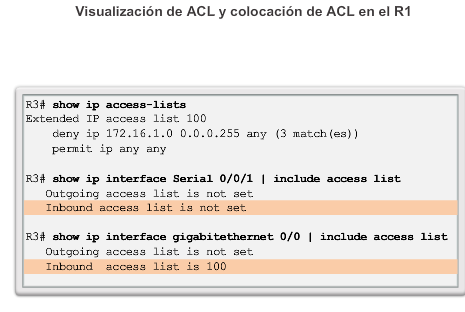 Visualización de ACL y colocación de ACL en el R1
R3# show ip access-lists
Extended IP access list 100
deny ip 172.16.1.0 0.0.0.255 any (3 match(es))
permit ip any any
R3# show ip interface Serial 0/0/1 | include access list
Outgoing access list is not set
Inbound access list is not set
R3# show ip interface gigabitethernet 0/0 | include access list
Outgoing access list is not set
Inbound  access list is 100